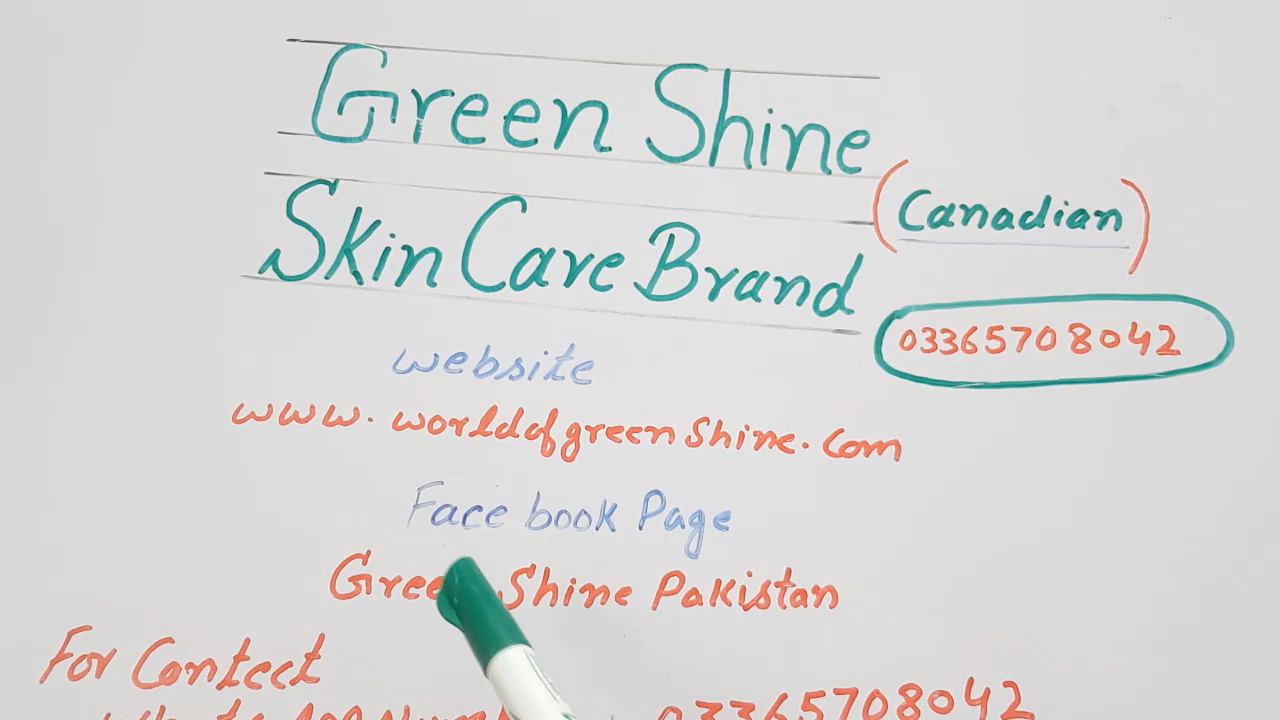 Green Shine
Skin Care Brand
(Canadian)
03365708042
website
www.worldofgreenshine.com
Face book Page
Green Shine Pakistan
For Contect
03365708042